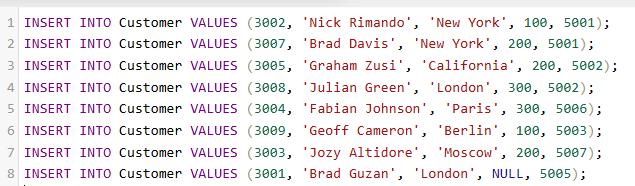 1 INSERT INTO Customer VALUES (3002, 'Nick Rimando', 'New York', 100, 5001);
2 INSERT INTO Customer VALUES (3007, 'Brad Davis', 'New York', 200, 5001);
3 INSERT INTO Customer VALUES (3005, 'Graham Zusi', 'California', 200, 5002);
4 INSERT INTO Customer VALUES (3008, 'Julian Green', 'London', 300, 5002);
5 INSERT INTO Customer VALUES (3004, 'Fabian Johnson', 'Paris', 300, 5006);
6 INSERT INTO Customer VALUES (3009, 'Geoff Cameron', 'Berlin', 100, 5003);
7 INSERT INTO Customer VALUES (3003, 'Jozy Altidore', 'Moscow', 200, 5007);
8 INSERT INTO Customer VALUES (3001, 'Brad Guzan', 'London', NULL, 5005);